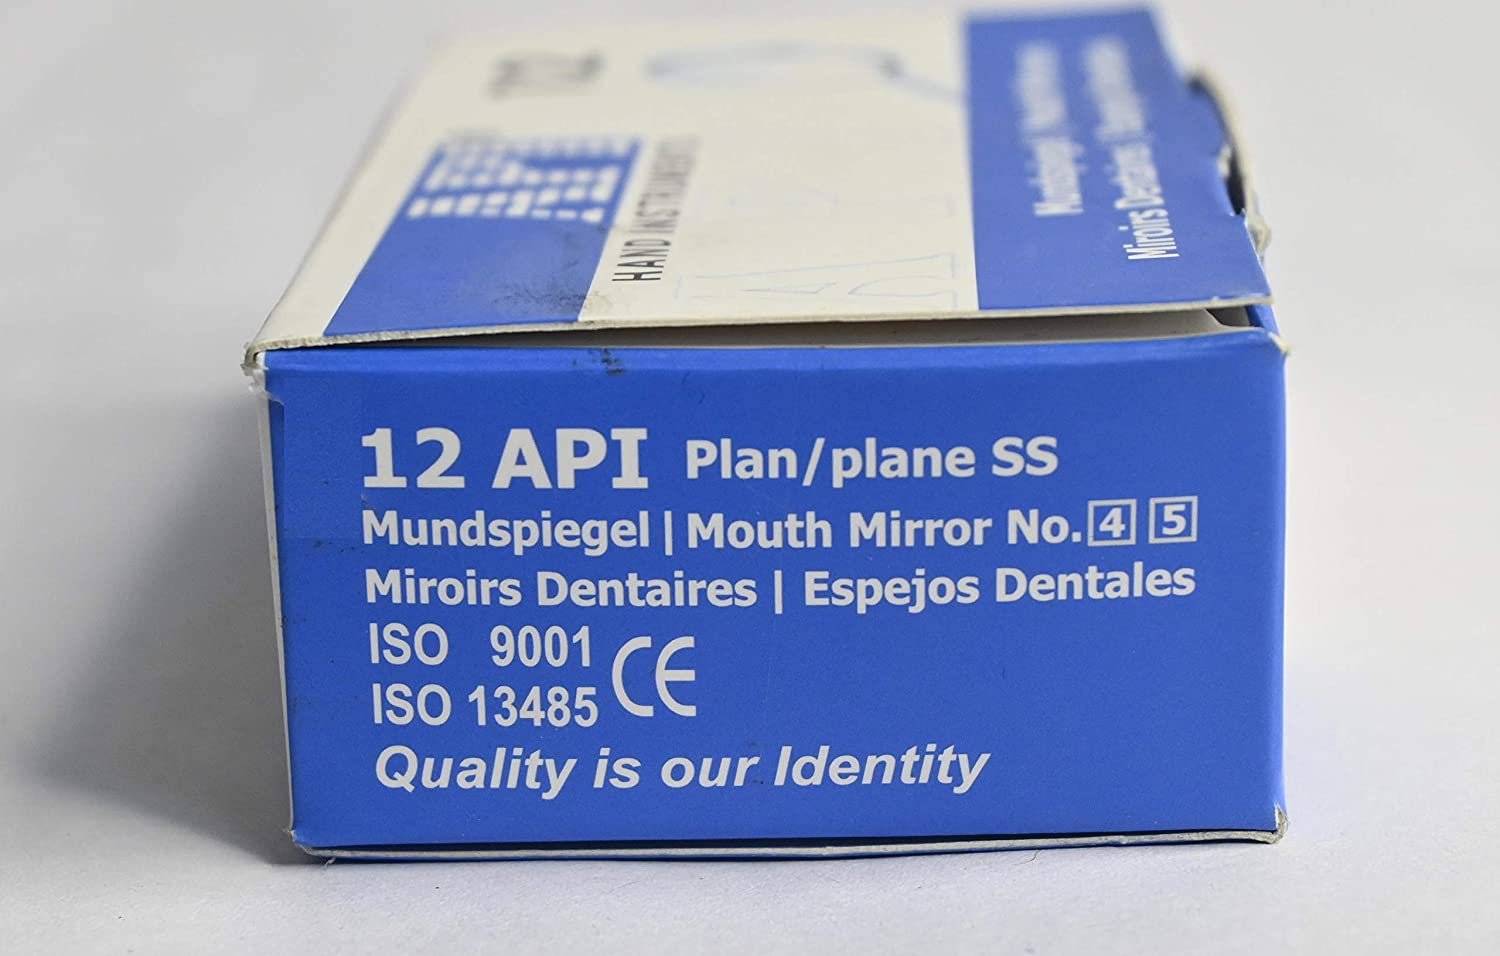 HAND INSTRUMENTS
Mundspiegel
Miroirs Dentaires
12 API Plan/plane SS
Mundspiegel | Mouth Mirror No. 4 5
Miroirs Dentaires | Espejos Dentales
ISO 9001
ISO 13485 CE
Quality is our Identity